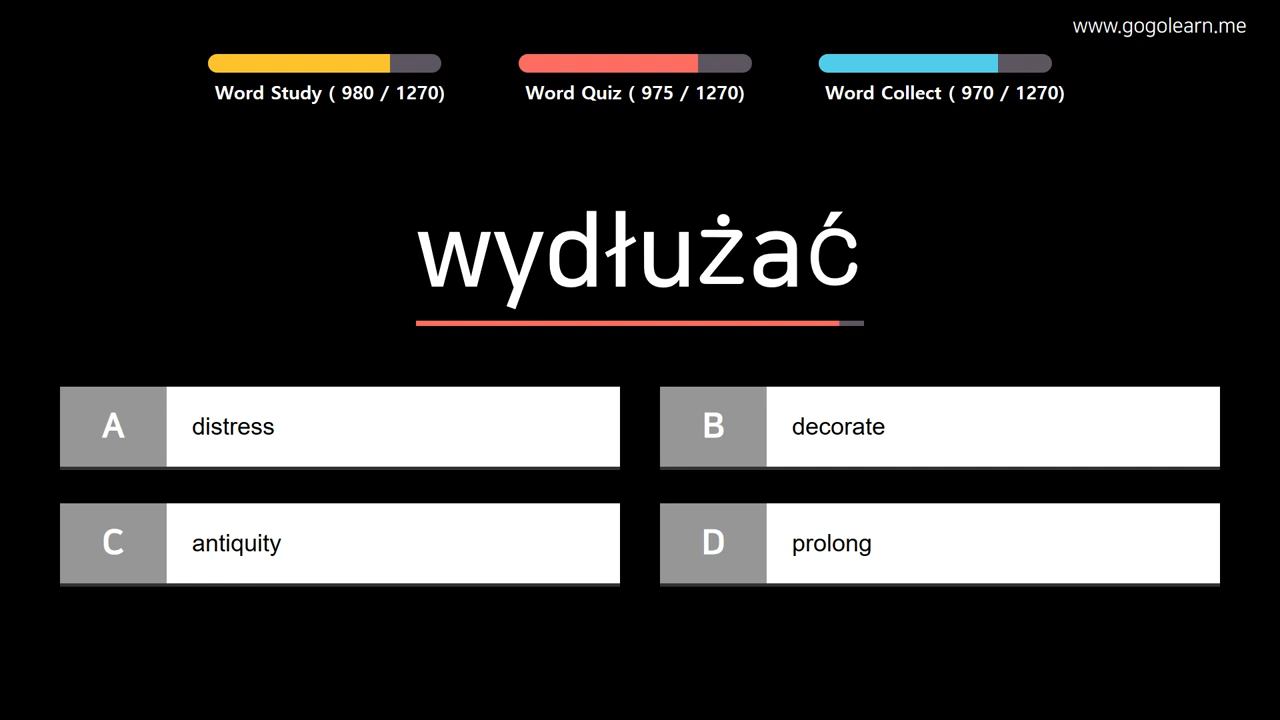 www.gogolearn.me
Word Study ( 980 / 1270)
Word Quiz ( 975 / 1270)
Word Collect ( 970 / 1270)
wydłużać
A distress
B decorate
C antiquity
D prolong